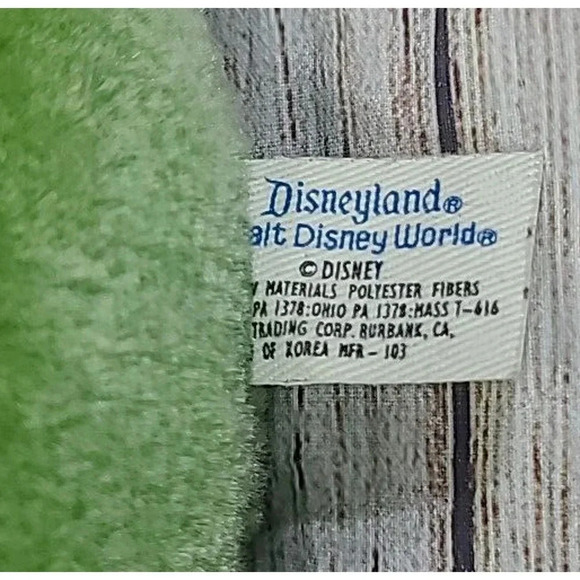 Disneyland®
alt Disney World®
© DISNEY
MATERIALS POLYESTER FIBERS
PA 1378:OHIO PA 1378:MASS T-616
TRADING CORP. BURBANK, CA,
OF KOREA MFR-103